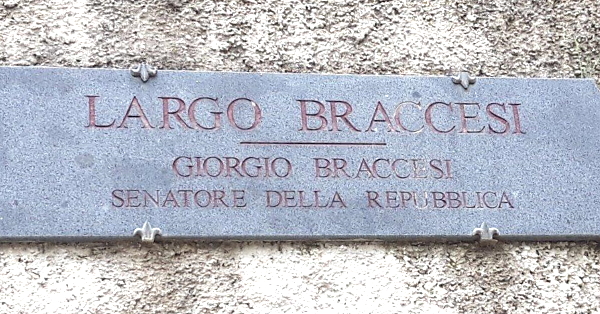 LARGO BRACCESI
GIORGIO BRACCESI
SENATORE DELLA REPUBBLICA